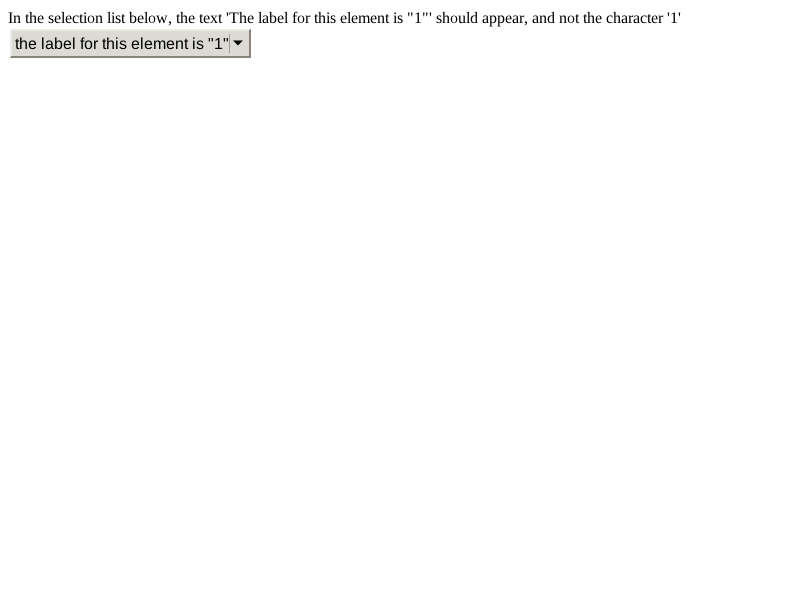 In the selection list below, the text 'The label for this element is "1"' should appear, and not the character '1'
the label for this element is "1"